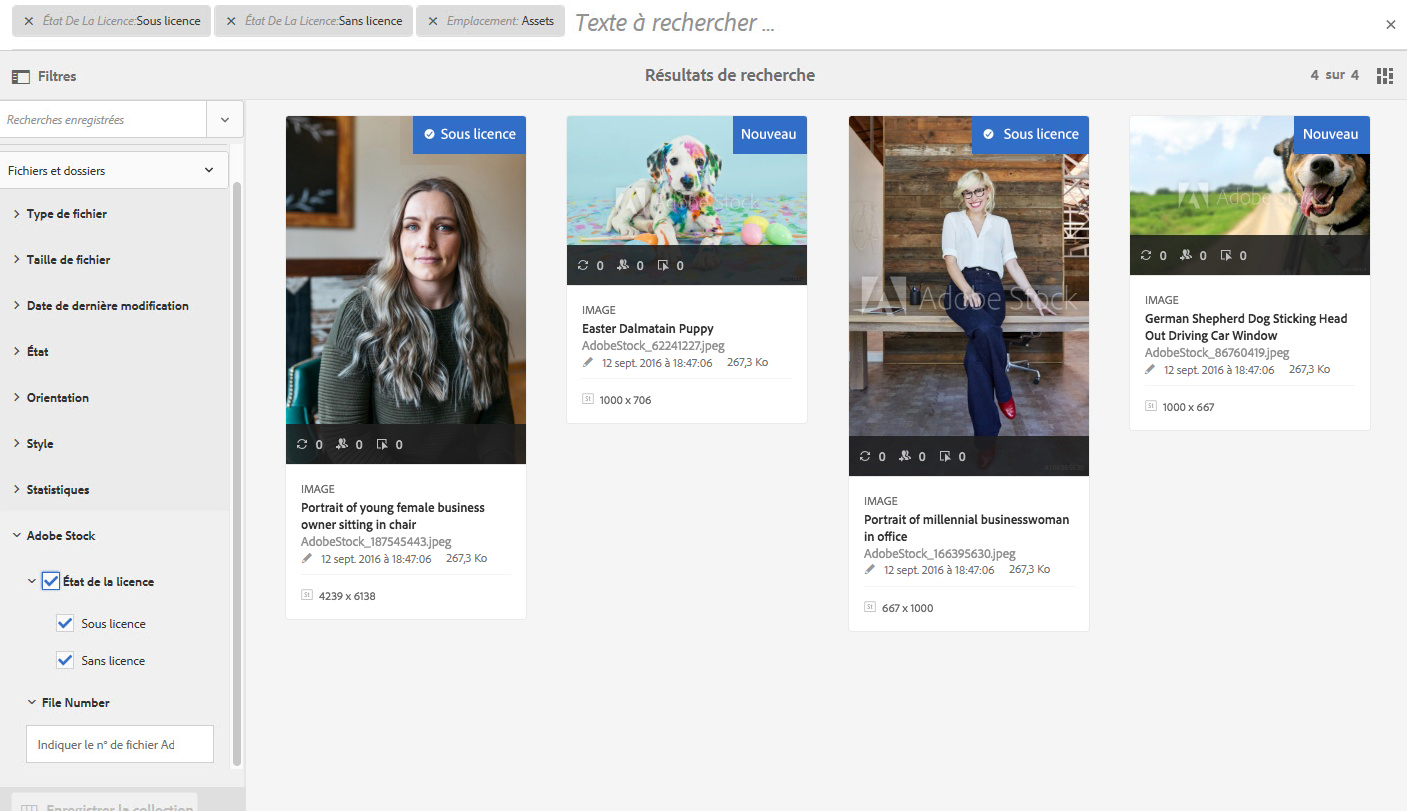 État De La Licence:Sous licence
État De La Licence:Sans licence
Emplacement: Assets
Texte à rechercher ...
Filtres
Résultats de recherche
4 sur 4
Recherches enregistrées
Fichiers et dossiers
Type de fichier
Taille de fichier
Date de dernière modification
État
Orientation
Style
Statistiques
Adobe Stock
État de la licence
Sous licence
Sans licence
File Number
Indiquer le n° de fichier Ad
Enregistrer la collection
Sous licence
0 0 0
IMAGE
Portrait of young female business
owner sitting in chair
AdobeStock_187545443.jpeg
12 sept. 2016 à 18:47:06 267,3 Ko
St 4239 x 6138
Nouveau
Adobe Stock
0 0 0
IMAGE
Easter Dalmatain Puppy
AdobeStock_62241227.jpeg
12 sept. 2016 à 18:47:06 267,3 Ko
St 1000 x 706
Sous licence
Adobe Stock
0 0 0
IMAGE
Portrait of millennial businesswoman
in office
AdobeStock_166395630.jpeg
12 sept. 2016 à 18:47:06 267,3 Ko
St 667 x 1000
Nouveau
Adobe Stock
0 0 0
IMAGE
German Shepherd Dog Sticking Head
Out Driving Car Window
AdobeStock_86760419.jpeg
12 sept. 2016 à 18:47:06 267,3 Ko
St 1000 x 667